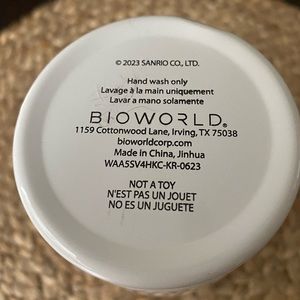 © 2023 SANRIO CO., LTD.
Hand wash only
Lavage à la main uniquement
Lavar a mano solamente
BIOWORLD®
1159 Cottonwood Lane, Irving, TX 75038
bioworldcorp.com
Made in China, Jinhua
WAA5SV4HKC-KR-0623
NOT A TOY
N'EST PAS UN JOUET
NO ES UN JUGUETE